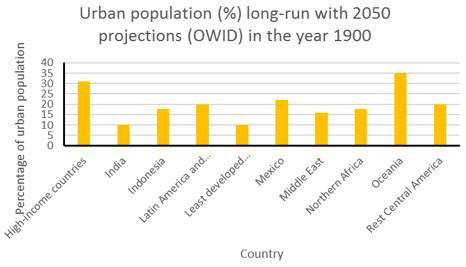 Urban population (%) long-run with 2050
projections (OWID) in the year 1900
Percentage of urban population
40
35
30
25
20
15
10
5
0
High-income countries
India
Indonesia
Latin America and...
Least developed...
Mexico
Middle East
Northern Africa
Oceania
Rest Central America
Country